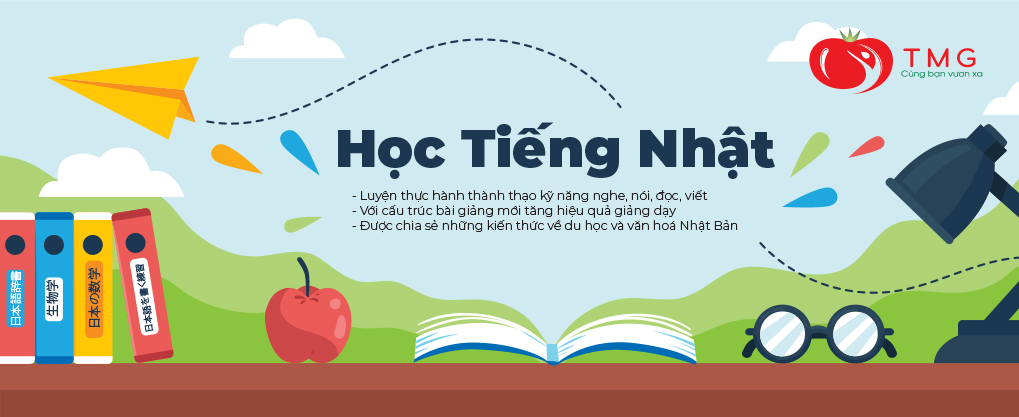 TMG
Cùng bạn vươn xa
Học Tiếng Nhật
- Luyện thực hành thành thạo kỹ năng nghe, nói, đọc, viết
- Với cấu trúc bài giảng mới tăng hiệu quả giảng dạy
- Được chia sẻ những kiến thức về du học và văn hoá Nhật Bản
日本語辞書
生物学
日本の数学
日本語を書く練習